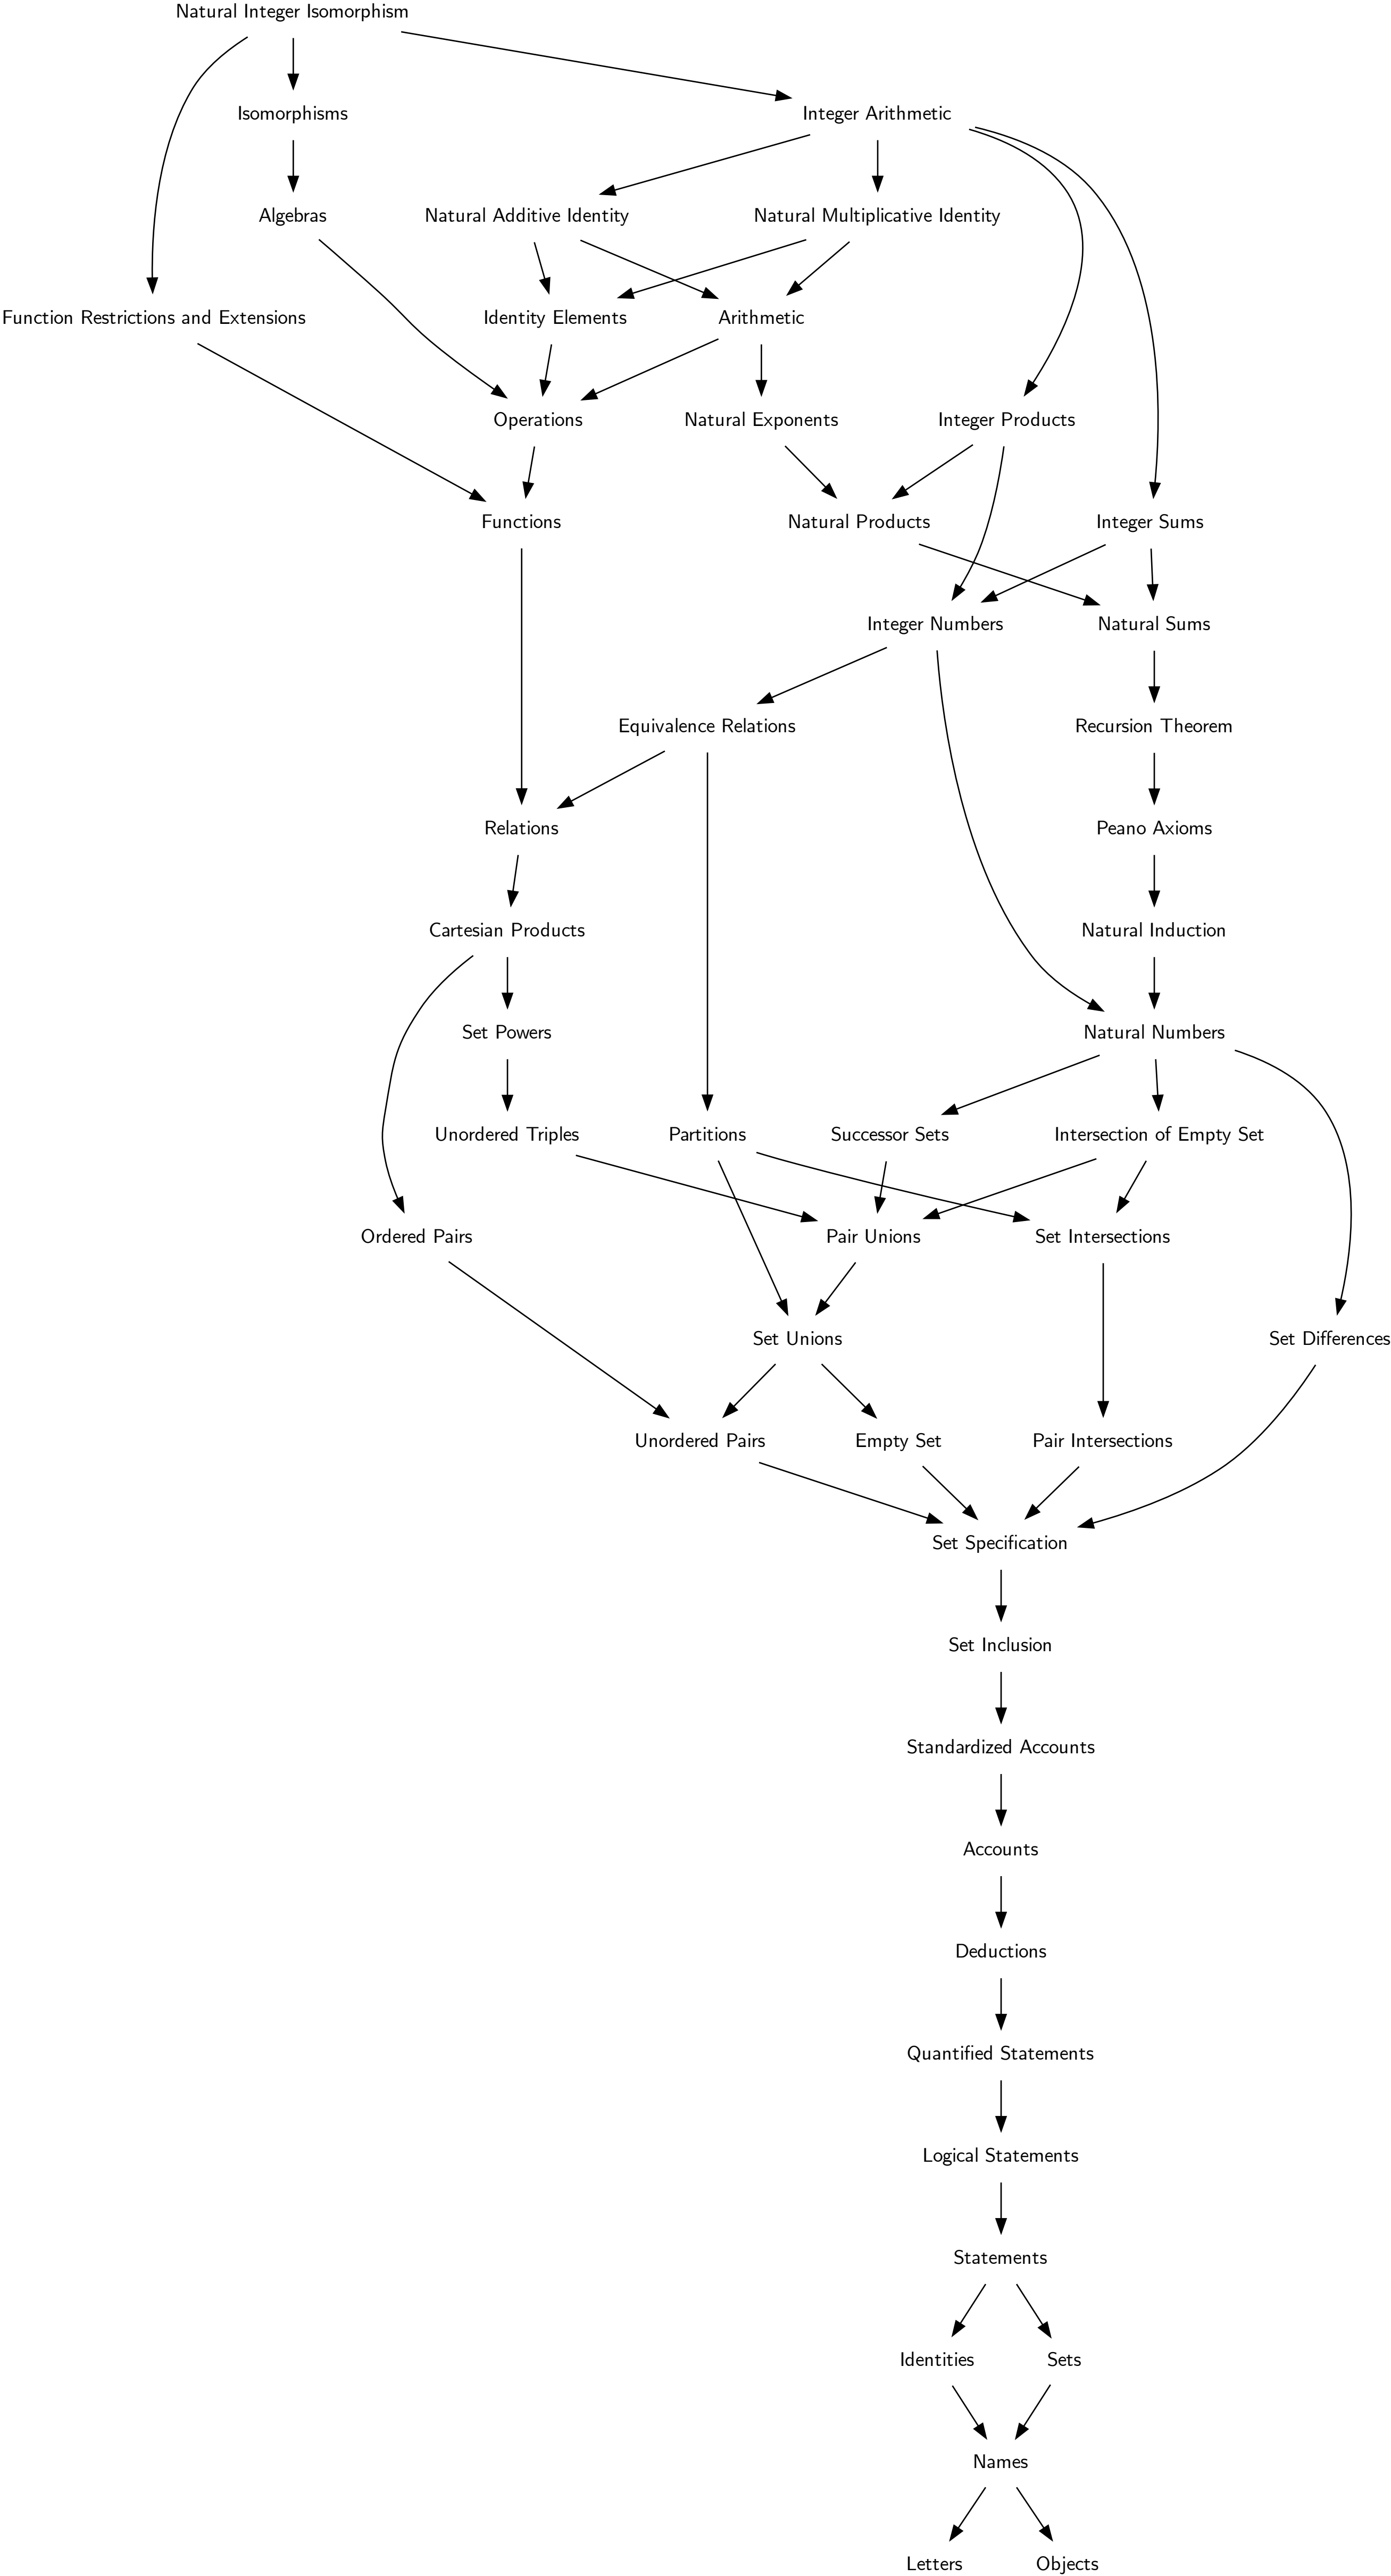 Natural Integer Isomorphism
Isomorphisms
Integer Arithmetic
Algebras
Natural Additive Identity
Natural Multiplicative Identity
Function Restrictions and Extensions
Identity Elements
Arithmetic
Operations
Natural Exponents
Integer Products
Functions
Natural Products
Integer Sums
Integer Numbers
Natural Sums
Equivalence Relations
Recursion Theorem
Relations
Peano Axioms
Cartesian Products
Natural Induction
Set Powers
Natural Numbers
Unordered Triples
Partitions
Successor Sets
Intersection of Empty Set
Ordered Pairs
Pair Unions
Set Intersections
Set Unions
Set Differences
Unordered Pairs
Empty Set
Pair Intersections
Set Specification
Set Inclusion
Standardized Accounts
Accounts
Deductions
Quantified Statements
Logical Statements
Statements
Identities
Sets
Names
Letters
Objects